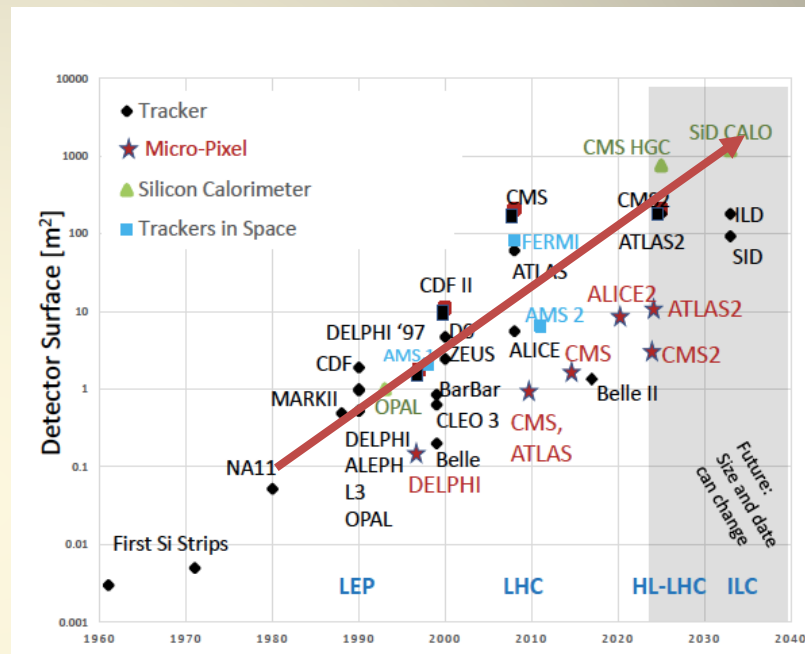 10000
1000
100
10
1
0.1
0.01
0.001
Detector Surface [m²]
Tracker
Micro-Pixel
Silicon Calorimeter
Trackers in Space
SiD CALO
CMS HGC
CMS
CMS2
ILD
FERMI
ATLAS2
ATLAS
SID
CDF II
ALICE2
ATLAS2
DELPHI ‘97
D0
AMS 2
AMS 1
ZEUS
ALICE
CDF
CMS
CMS2
MARKII
OPAL
BarBar
Belle II
CLEO 3
CMS,
ATLAS
DELPHI
ALEPH
L3
OPAL
Belle
DELPHI
NA11
First Si Strips
Future:
Size and date
can change
LEP
LHC
HL-LHC
ILC
1960
1970
1980
1990
2000
2010
2020
2030
2040